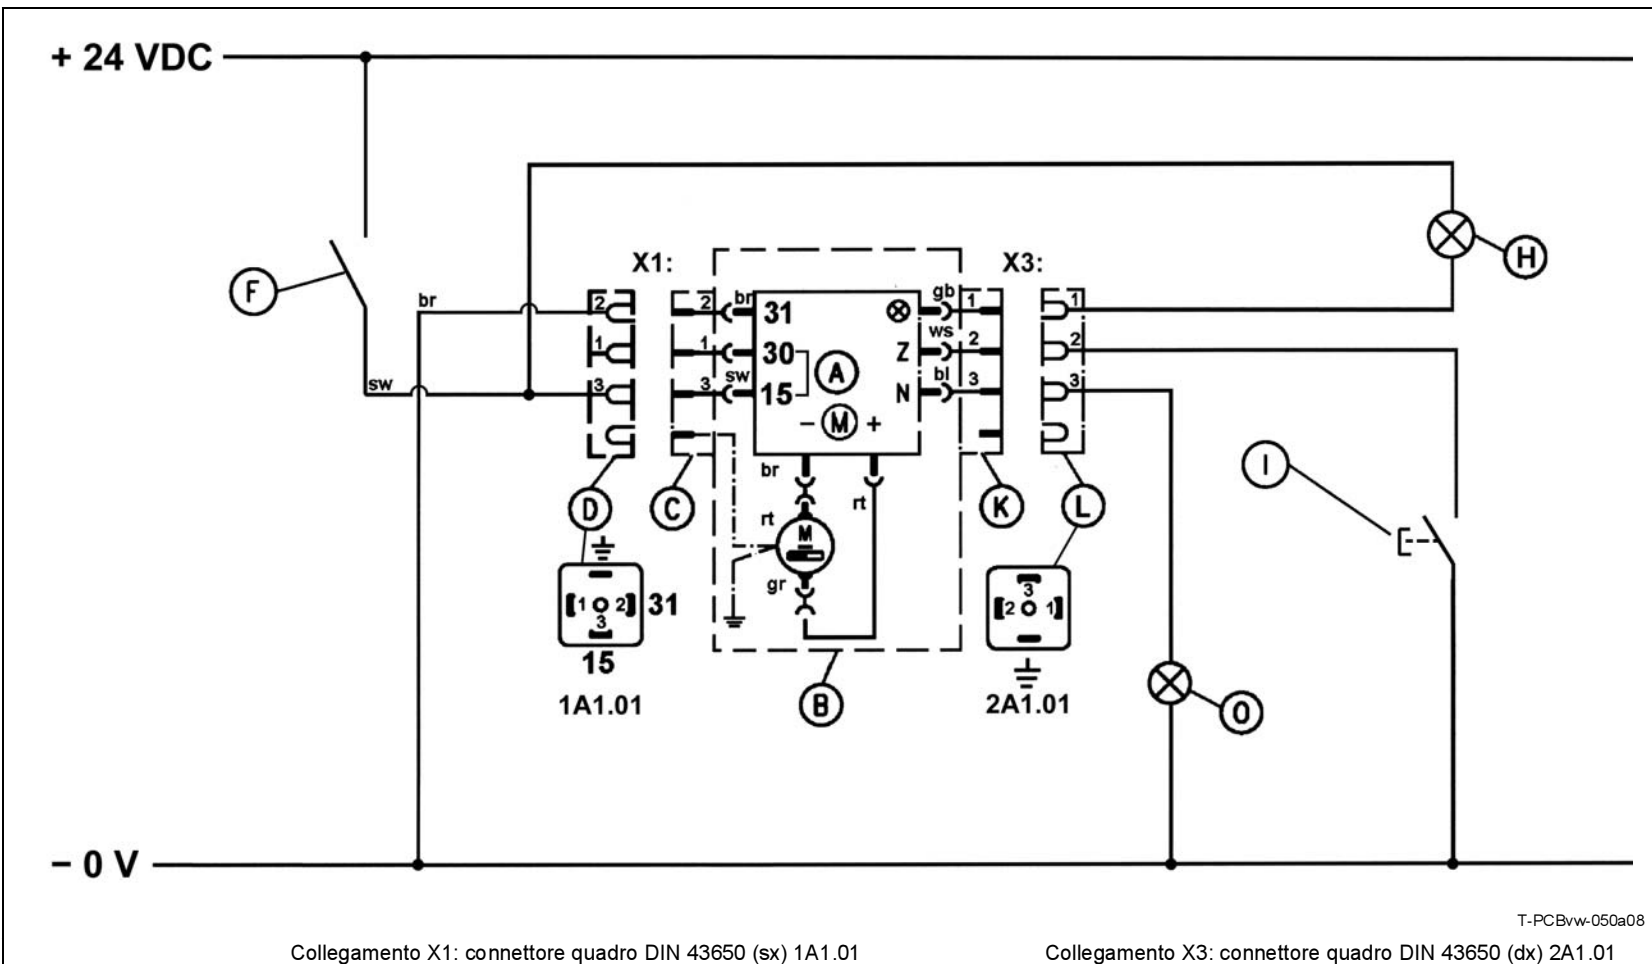 + 24 VDC
H
F
X1:
X3:
br
2
2
br
31
gb
1
1
1
1
30
ws
2
2
Z
A
sw
3
3
sw
15
bl
3
3
N
- M +
I
br
rt
D
C
rt
K
L
M
gr
1 2
3
31
3
2 1
15
1A1.01
B
2A1.01
O
- 0 V
T-PCBvw-050a08
Collegamento X1: connettore quadro DIN 43650 (sx) 1A1.01
Collegamento X3: connettore quadro DIN 43650 (dx) 2A1.01